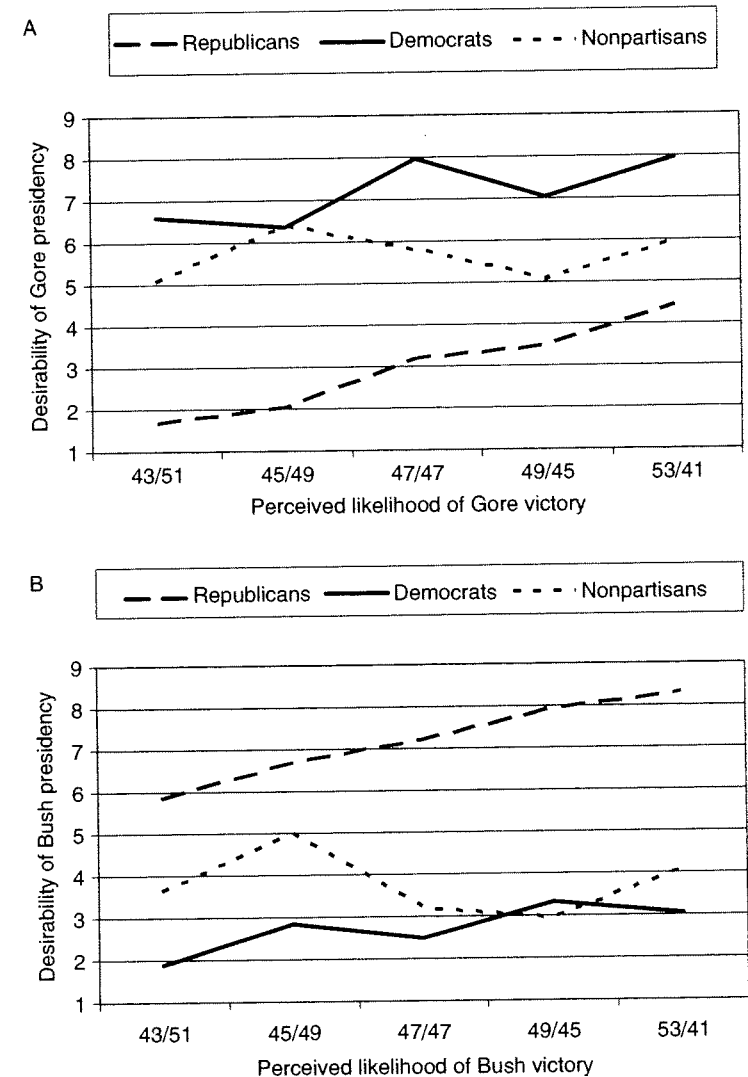 A
Republicans Democrats Nonpartisans
9
8
7
6
5
4
3
2
1
Desirability of Gore presidency
43/51 45/49 47/47 49/45 53/41
Perceived likelihood of Gore victory
B
Republicans Democrats Nonpartisans
9
8
7
6
5
4
3
2
1
Desirability of Bush presidency
43/51 45/49 47/47 49/45 53/41
Perceived likelihood of Bush victory